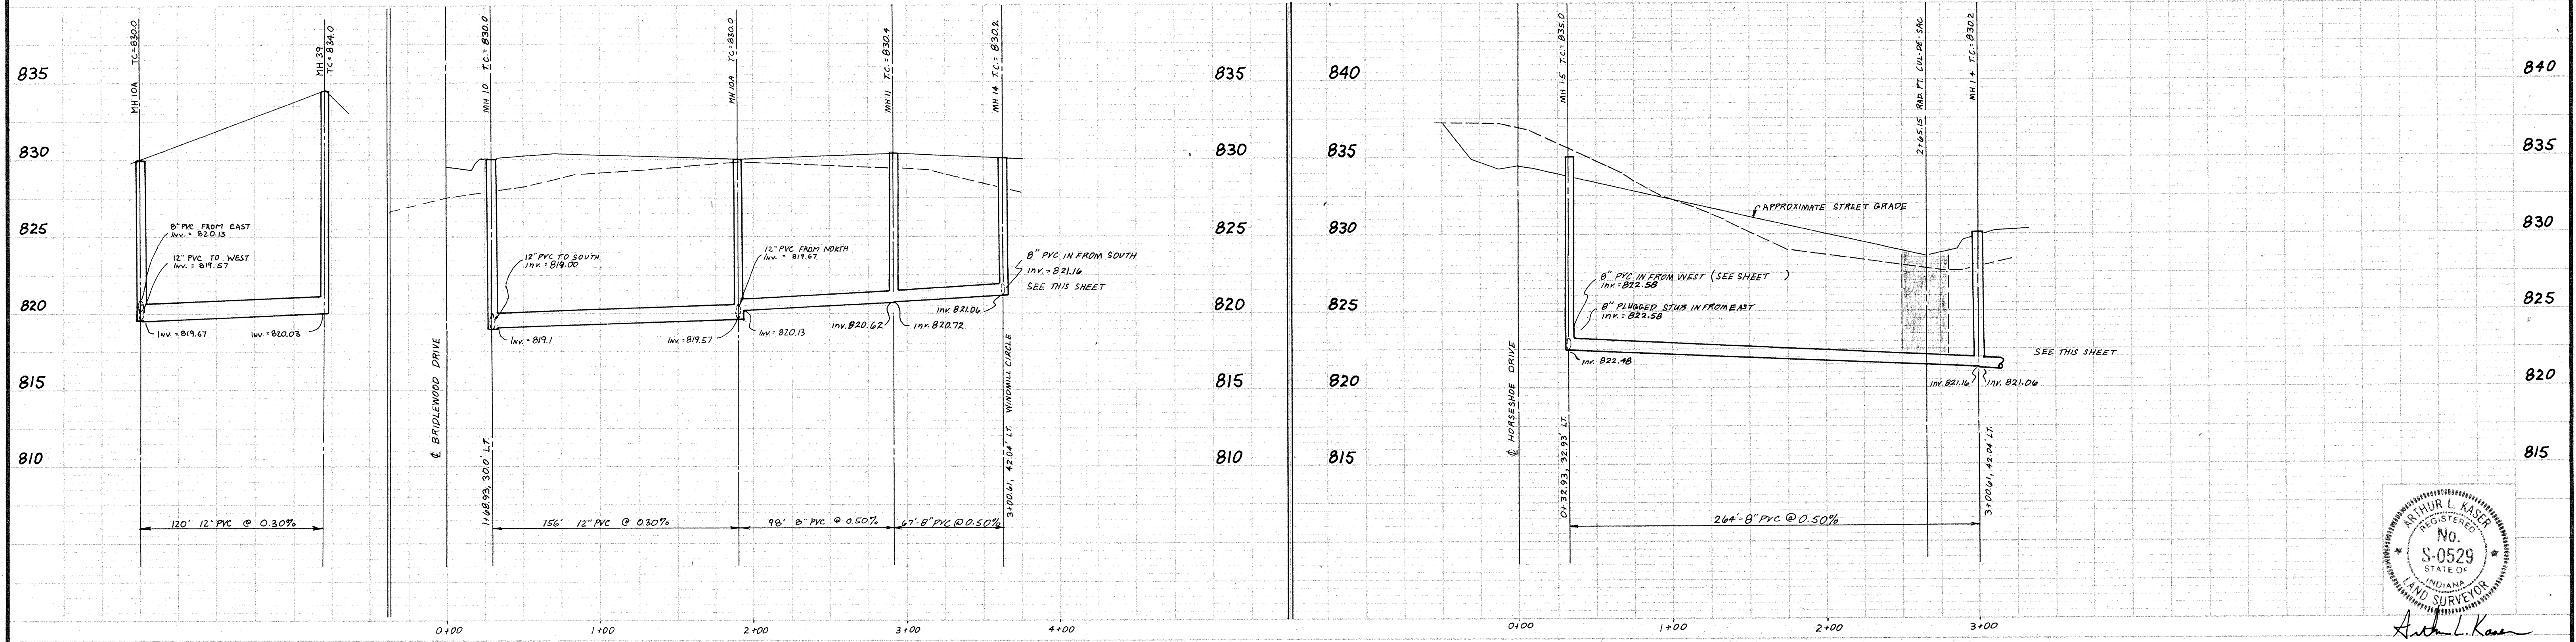 MH 10A TC=830.0
MH 39
TC=834.0
835
830
825
820
815
810
8" PVC FROM EAST
INV. = 820.13
12" PVC TO WEST
INV. = 819.57
INV. = 819.67
INV. = 820.03
120' 12" PVC @ 0.30%
℄ BRIDLEWOOD DRIVE
MH 10 T.C. = 830.0
MH 10A TC=830.0
MH 11 T.C. = 830.4
MH 14 T.C. = 830.2
12" PVC TO SOUTH
INV. = 819.00
12" PVC FROM NORTH
INV. = 819.67
8" PVC IN FROM SOUTH
INV. = 821.16
SEE THIS SHEET
INV. = 819.1
INV. = 819.57
INV. = 820.13
INV. 820.62
INV. 820.72
INV. 821.06
1+68.93, 30.0' LT.
3+00.61, 42.04' LT. WINDMILL CIRCLE
156' 12" PVC @ 0.30%
98' 8" PVC @ 0.50%
67'-8" PVC @ 0.50%
0+00
1+00
2+00
3+00
4+00
835
830
825
820
815
810
840
835
830
825
820
815
℄ HORSESHOE DRIVE
MH 15 T.C. = 835.0
2+65.15 RAD. PT. CUL-DE-SAC
MH 14 T.C. = 830.2
APPROXIMATE STREET GRADE
8" PVC IN FROM WEST (SEE SHEET )
INV. = 822.58
8" PLUGGED STUB IN FROM EAST
INV. = 822.58
INV. 822.48
INV. 821.16
INV. 821.06
SEE THIS SHEET
0+32.93, 32.93' LT.
3+00.61, 42.04' LT.
264'-8" PVC @ 0.50%
0+00
1+00
2+00
3+00
840
835
830
825
820
815
ARTHUR L. KASER
REGISTERED
No.
S-0529
STATE OF
INDIANA
LAND SURVEYOR
Arthur L. Kaser